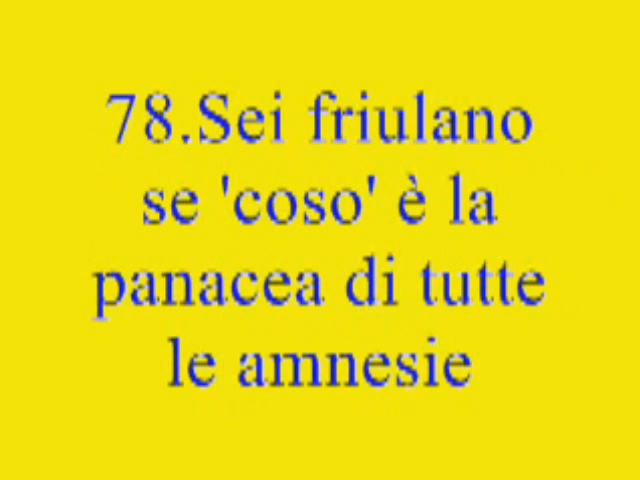 78.Sei friulano
se 'coso' è la
panacea di tutte
le amnesie